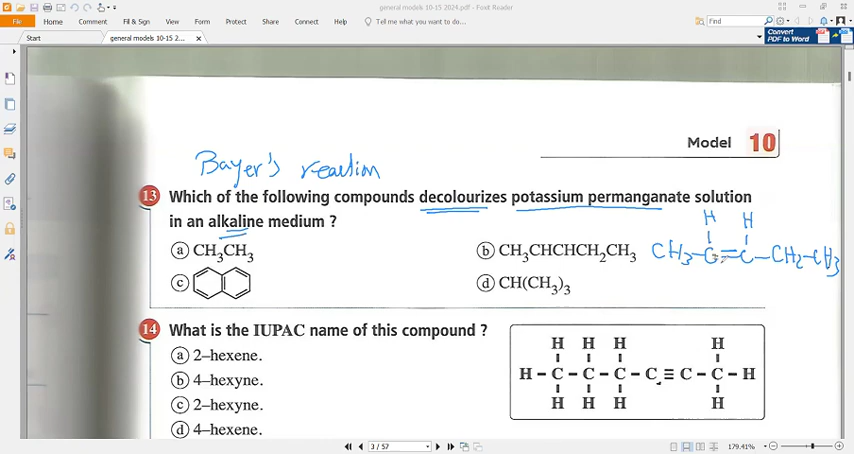 general models 10-15 2024.pdf - Foxit Reader
File Home Comment Fill & Sign View Form Protect Share Connect Help Tell me what you want to do... Find
Start general models 10-15 2... Convert PDF to Word
Model 10
Bayer's reaction
13 Which of the following compounds decolourizes potassium permanganate solution
in an alkaline medium ?
H H
a CH₃CH₃ b CH₃CHCHCH₂CH₃ CH₃-C=C-CH₂-CH₃
c d CH(CH₃)₃
14 What is the IUPAC name of this compound ?
a 2–hexene.
b 4–hexyne.
c 2–hexyne.
d 4–hexene.
H H H H
H - C - C - C - C ≡ C - C - H
H H H H
3 / 57 179.41%